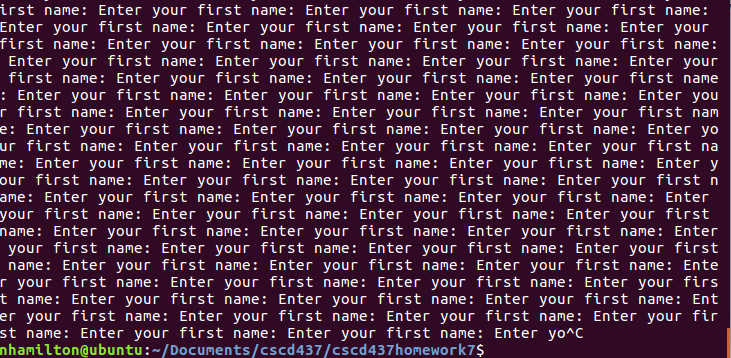 irst name: Enter your first name: Enter your first name: Enter your first name:
Enter your first name: Enter your first name: Enter your first name: Enter your
first name: Enter your first name: Enter your first name: Enter your first name:
 Enter your first name: Enter your first name: Enter your first name: Enter your
 first name: Enter your first name: Enter your first name: Enter your first name
: Enter your first name: Enter your first name: Enter your first name: Enter you
r first name: Enter your first name: Enter your first name: Enter your first nam
e: Enter your first name: Enter your first name: Enter your first name: Enter yo
ur first name: Enter your first name: Enter your first name: Enter your first na
me: Enter your first name: Enter your first name: Enter your first name: Enter y
our first name: Enter your first name: Enter your first name: Enter your first n
ame: Enter your first name: Enter your first name: Enter your first name: Enter
your first name: Enter your first name: Enter your first name: Enter your first
name: Enter your first name: Enter your first name: Enter your first name: Enter
 your first name: Enter your first name: Enter your first name: Enter your first
 name: Enter your first name: Enter your first name: Enter your first name: Ente
r your first name: Enter your first name: Enter your first name: Enter your firs
t name: Enter your first name: Enter your first name: Enter your first name: Ent
er your first name: Enter your first name: Enter your first name: Enter your fir
st name: Enter your first name: Enter your first name: Enter yo^C
nhamilton@ubuntu:~/Documents/cscd437/cscd437homework7$